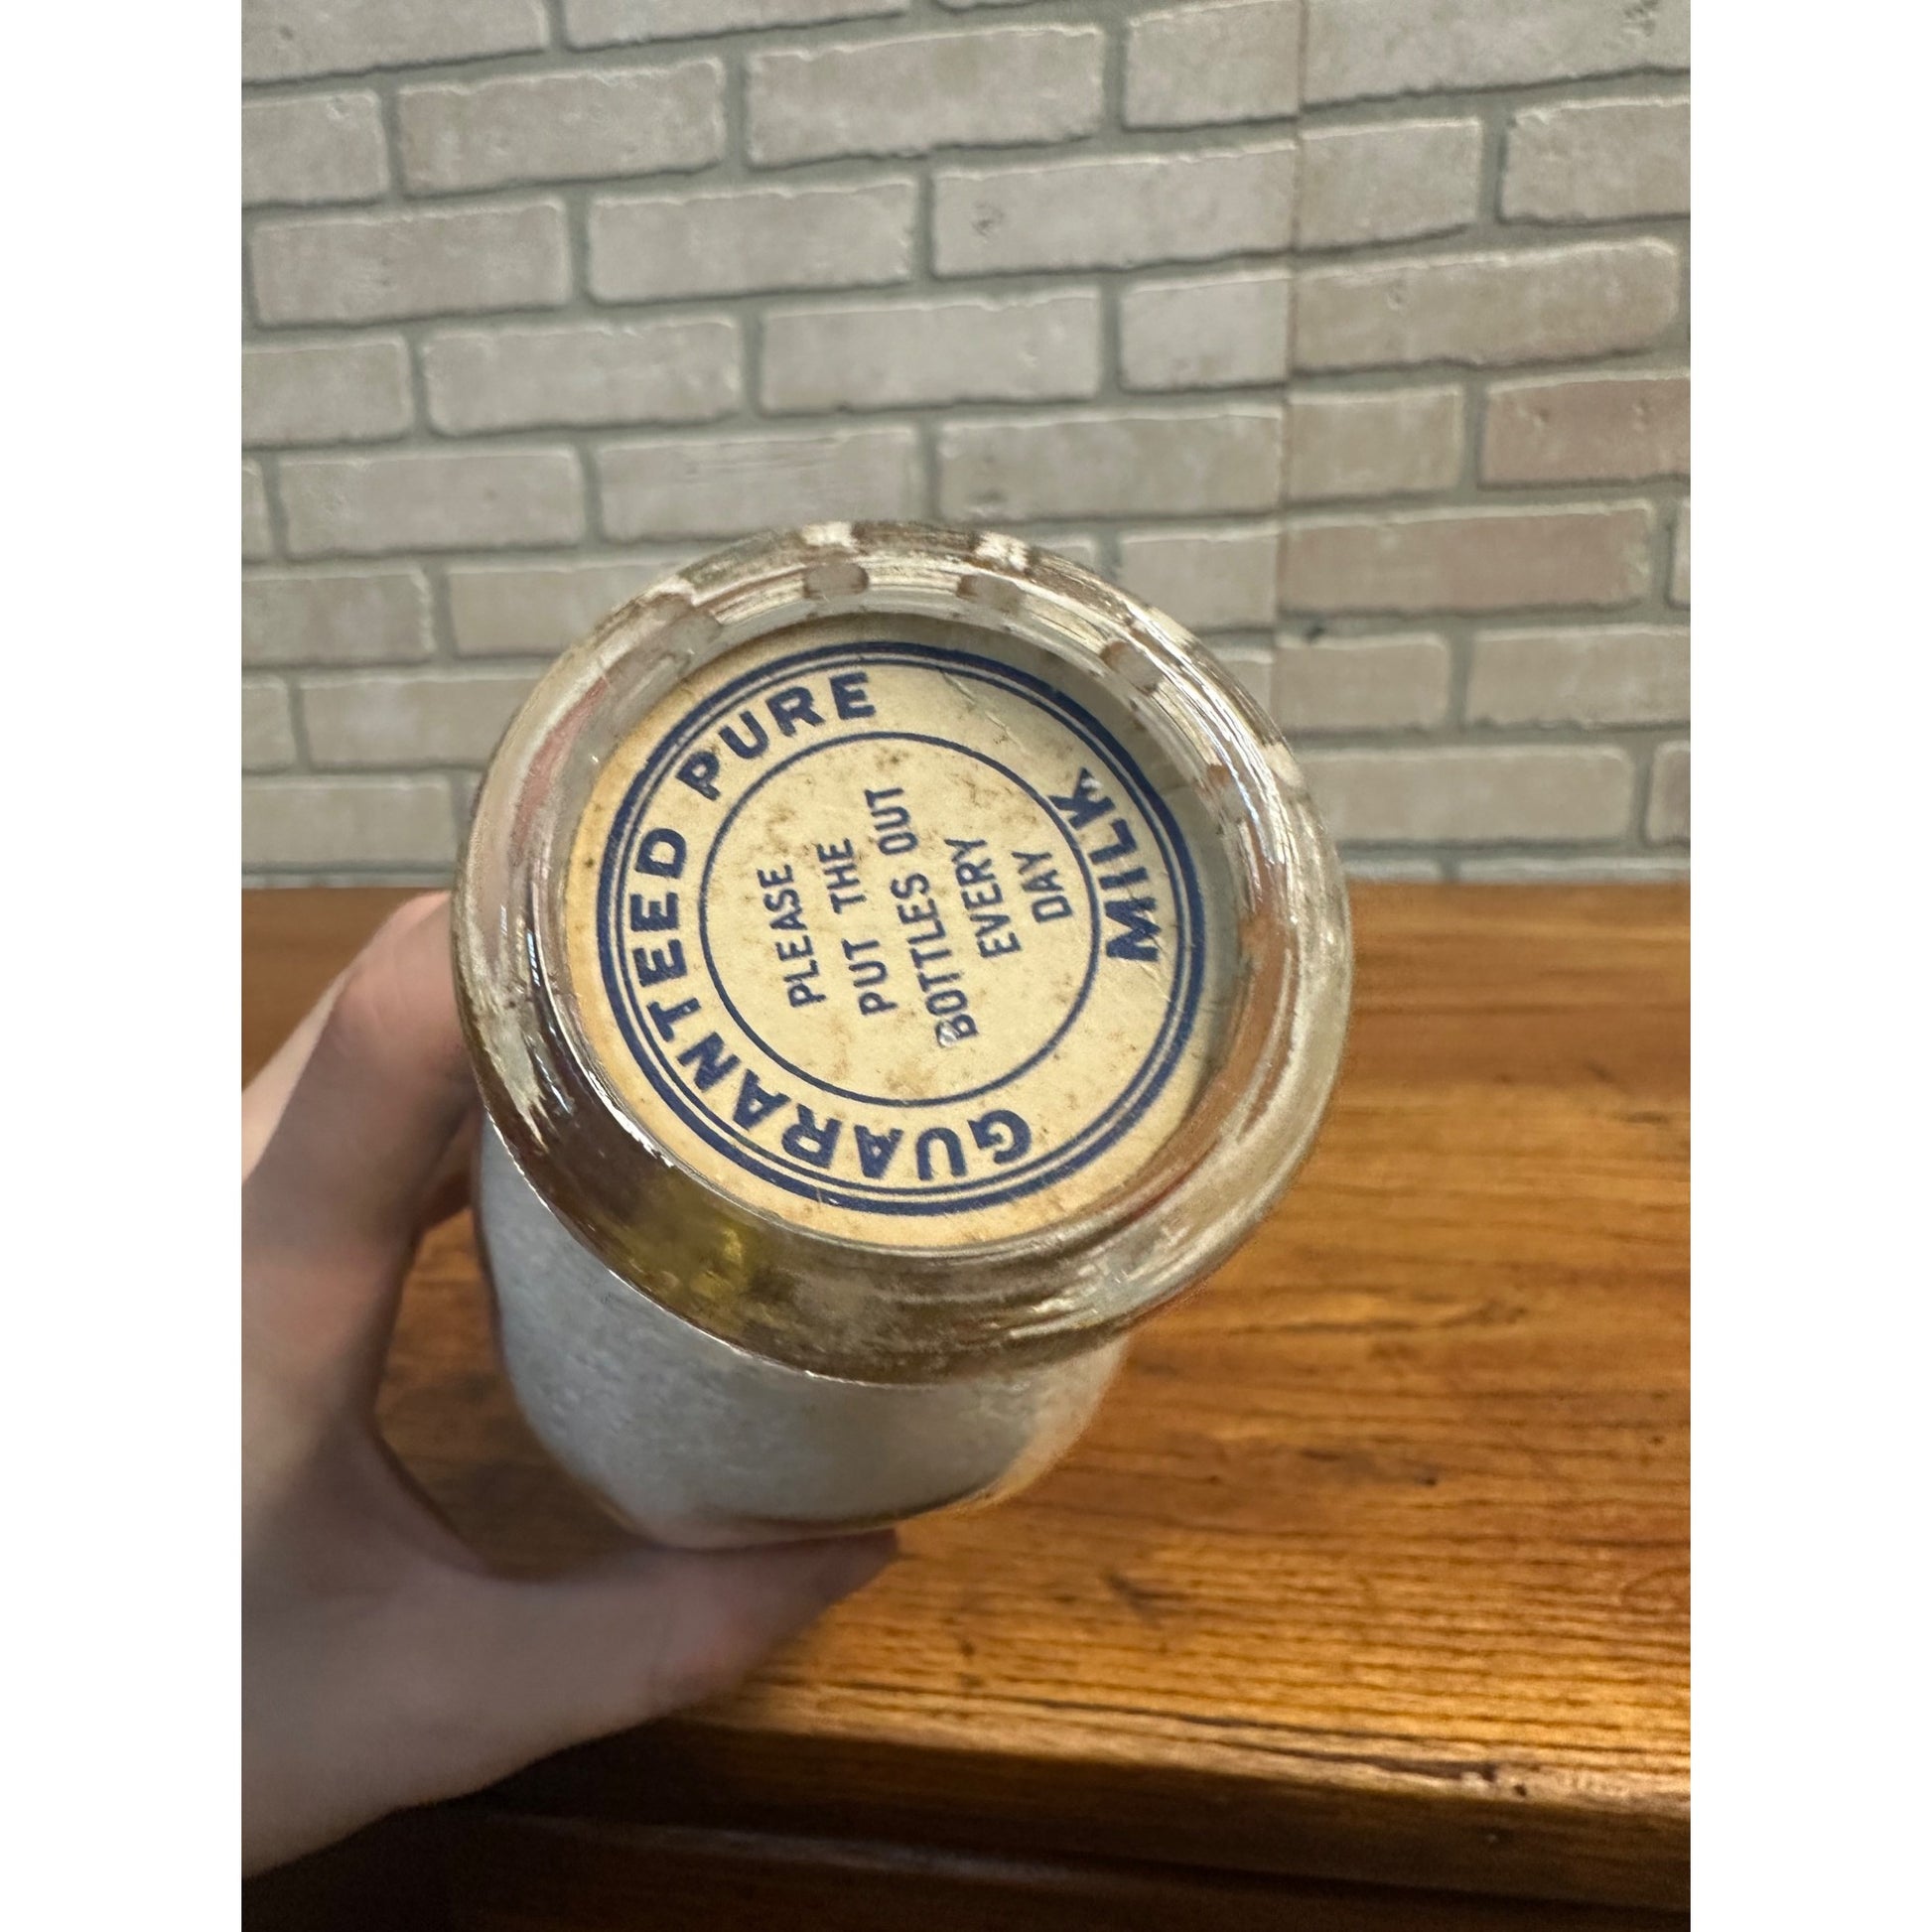 GUARANTEED PURE
MILK
PLEASE
PUT THE
BOTTLES OUT
EVERY
DAY